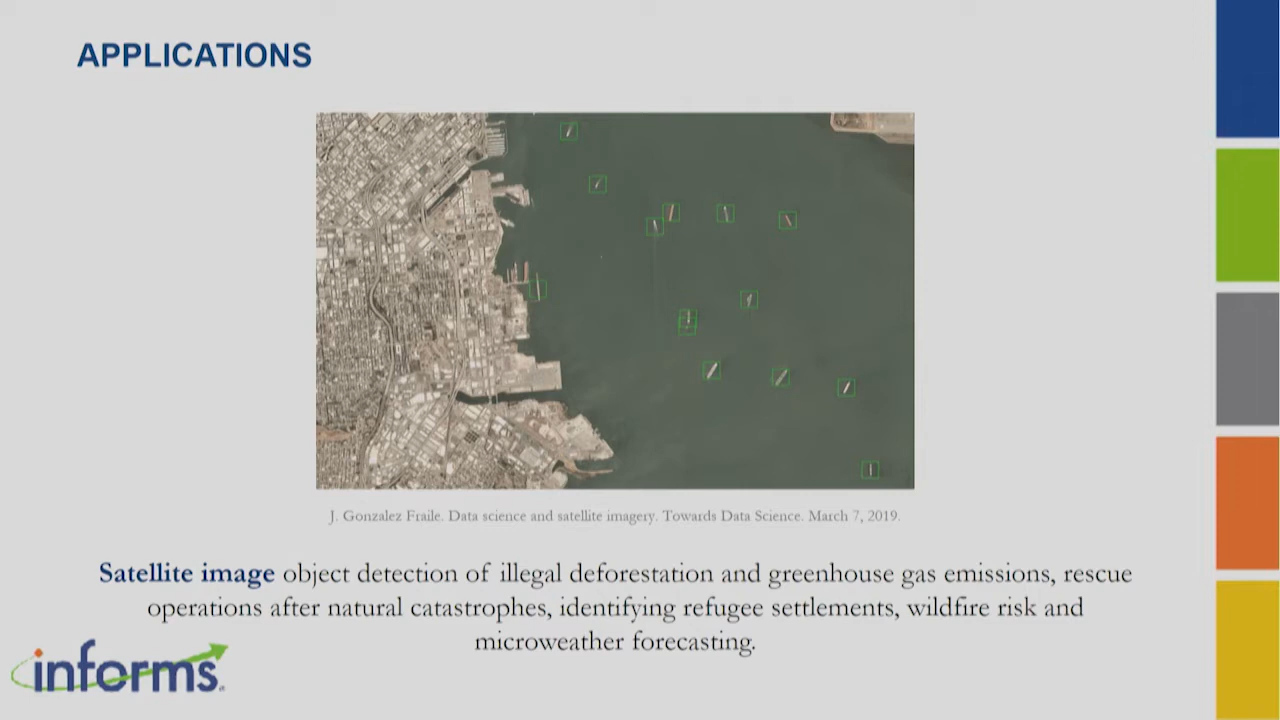 APPLICATIONS
J. Gonzalez Fraile. Data science and satellite imagery. Towards Data Science. March 7, 2019.
Satellite image object detection of illegal deforestation and greenhouse gas emissions, rescue
operations after natural catastrophes, identifying refugee settlements, wildfire risk and
microweather forecasting.
informs